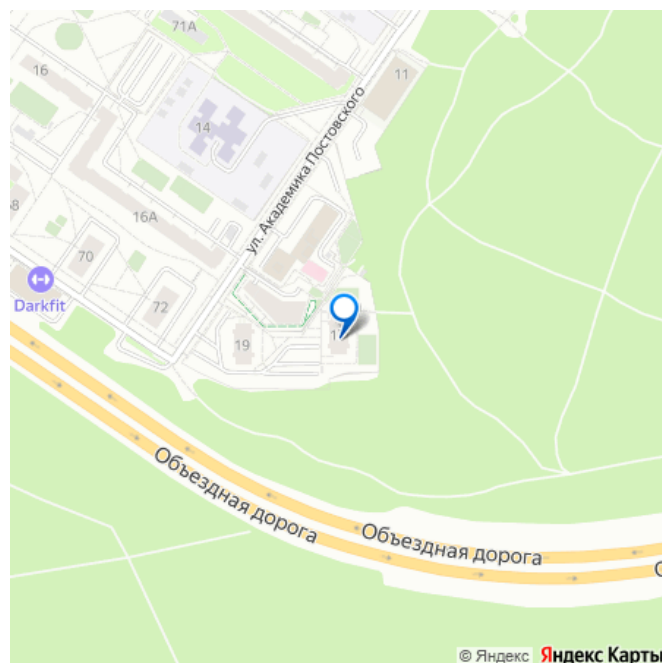 71А
11
16
14
ул. Академика Постовского
16А
70
Darkfit
72
19
Объездная дорога
Объездная дорога
© Яндекс Яндекс Карты